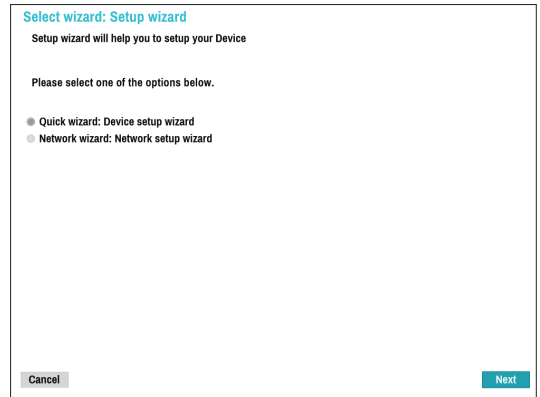 Select wizard: Setup wizard
Setup wizard will help you to setup your Device
Please select one of the options below.
Quick wizard: Device setup wizard
Network wizard: Network setup wizard
Cancel
Next